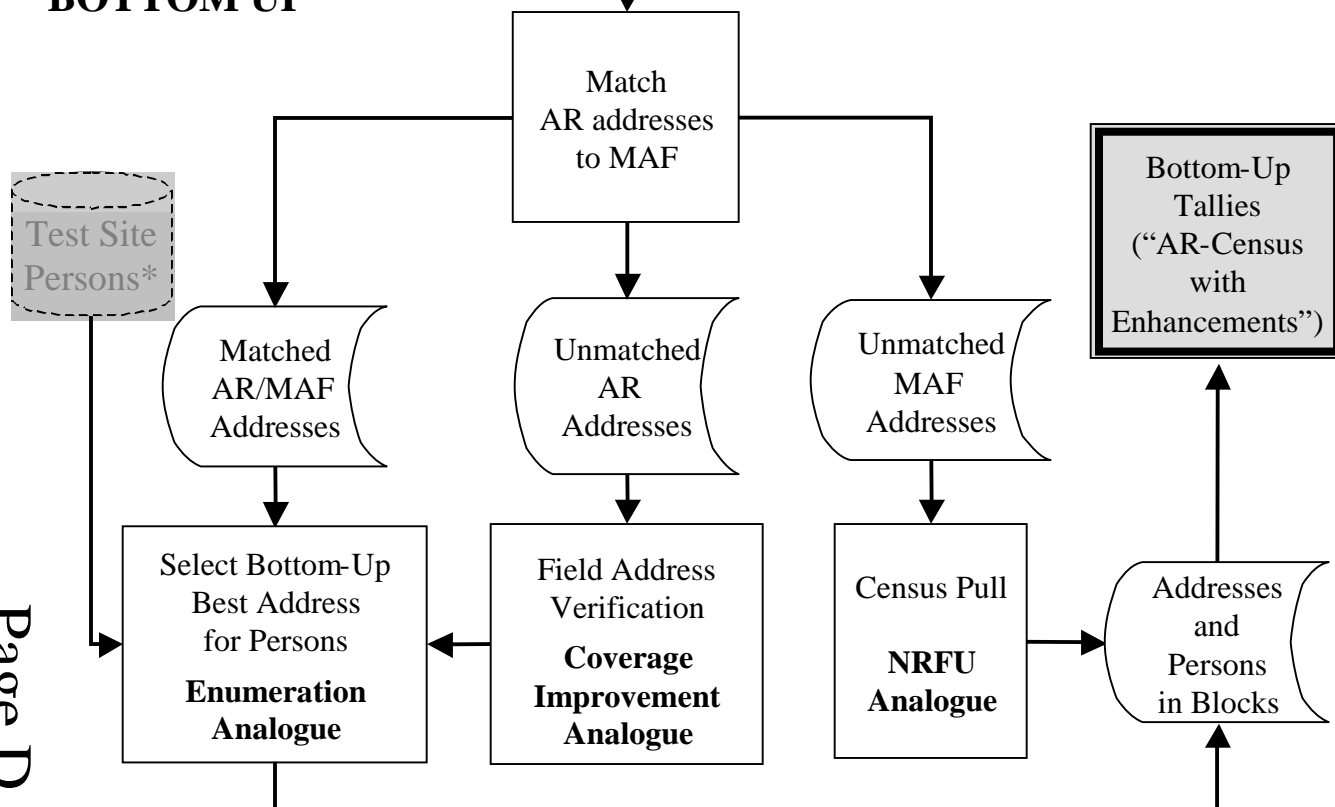 BOTTOM UP
Match
AR addresses
to MAF
Bottom-Up
Tallies
(“AR-Census
with
Enhancements”)
Test Site
Persons*
Matched
AR/MAF
Addresses
Unmatched
AR
Addresses
Unmatched
MAF
Addresses
Select Bottom-Up
Best Address
for Persons
Enumeration
Analogue
Field Address
Verification
Coverage
Improvement
Analogue
Census Pull
NRFU
Analogue
Addresses
and
Persons
in Blocks
Page D